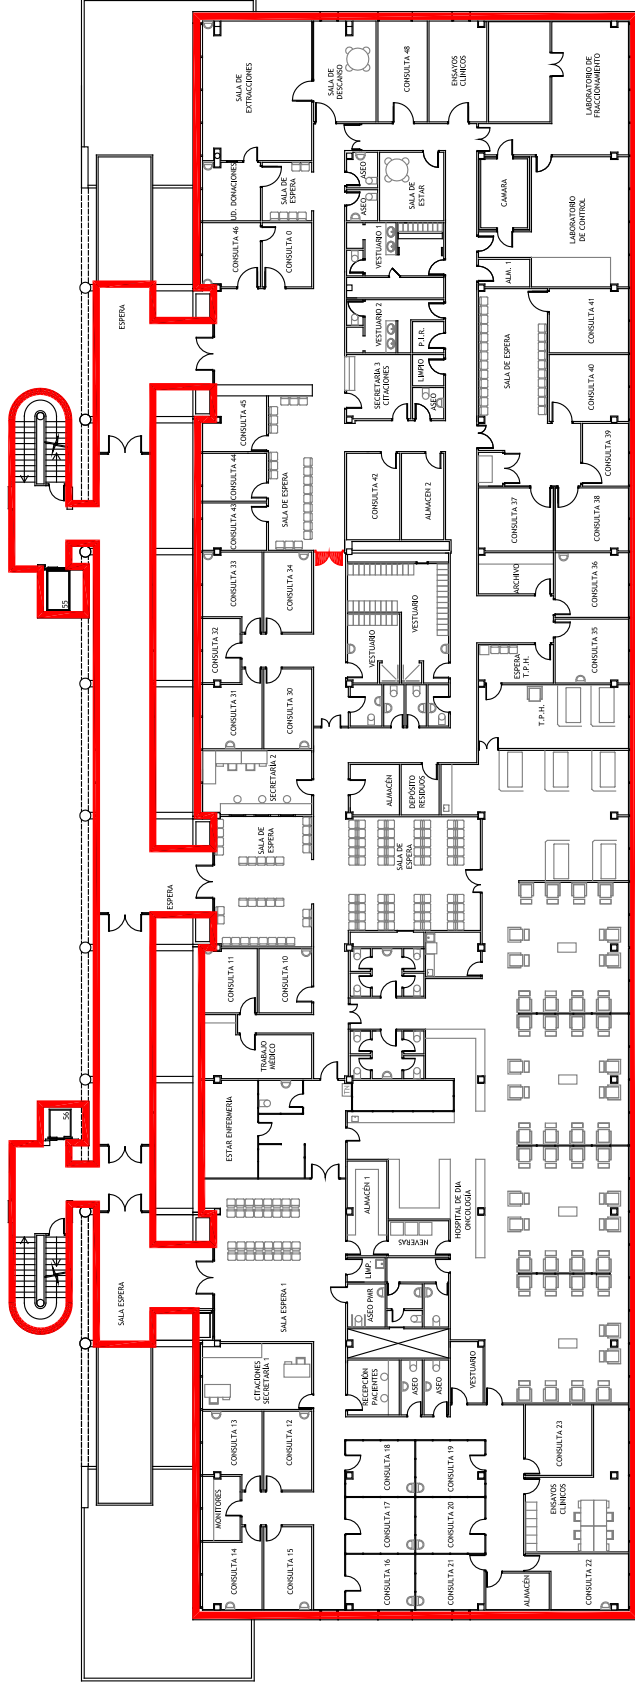 SALA DE
EXTRACCIONES
SALA DE
DESCANSO
CONSULTA 48
ENSAYOS
CLÍNICOS
LABORATORIO DE
FRACCIONAMIENTO
UD. DONACIONES
SALA DE
ESPERA
ASEO
ASEO
SALA DE
ESTAR
CAMARA
LABORATORIO
DE CONTROL
CONSULTA 46
CONSULTA 0
VESTUARIO 1
ALM. 1
ESPERA
VESTUARIO 2
P.I.R.
SALA DE ESPERA
CONSULTA 41
SECRETARÍA 3
CITACIONES
LIMPIO
ASEO
CONSULTA 40
CONSULTA 45
CONSULTA 44
CONSULTA 43
SALA DE ESPERA
CONSULTA 42
ALMACEN 2
CONSULTA 39
CONSULTA 37
CONSULTA 38
55
CONSULTA 33
CONSULTA 34
CONSULTA 32
VESTUARIO
VESTUARIO
ARCHIVO
CONSULTA 36
CONSULTA 31
CONSULTA 30
ESPERA
T.P.H.
CONSULTA 35
T.P.H.
SECRETARÍA 2
ALMACÉN
DEPÓSITO
RESIDUOS
SALA DE
ESPERA
SALA DE
ESPERA
ESPERA
CONSULTA 11
CONSULTA 10
TRABAJO
MÉDICO
56
ESTAR ENFERMERÍA
ALMACÉN 1
NEVERAS
HOSPITAL DE DÍA
ONCOLOGÍA
SALA ESPERA
SALA ESPERA 1
LIMP.
ASEO PMR
CITACIONES
SECRETARÍA 1
RECEPCIÓN
PACIENTES
ASEO
ASEO
VESTUARIO
CONSULTA 13
CONSULTA 12
CONSULTA 18
CONSULTA 19
CONSULTA 23
MONITORES
CONSULTA 17
CONSULTA 20
ENSAYOS
CLÍNICOS
CONSULTA 14
CONSULTA 15
CONSULTA 16
CONSULTA 21
ALMACÉN
CONSULTA 22